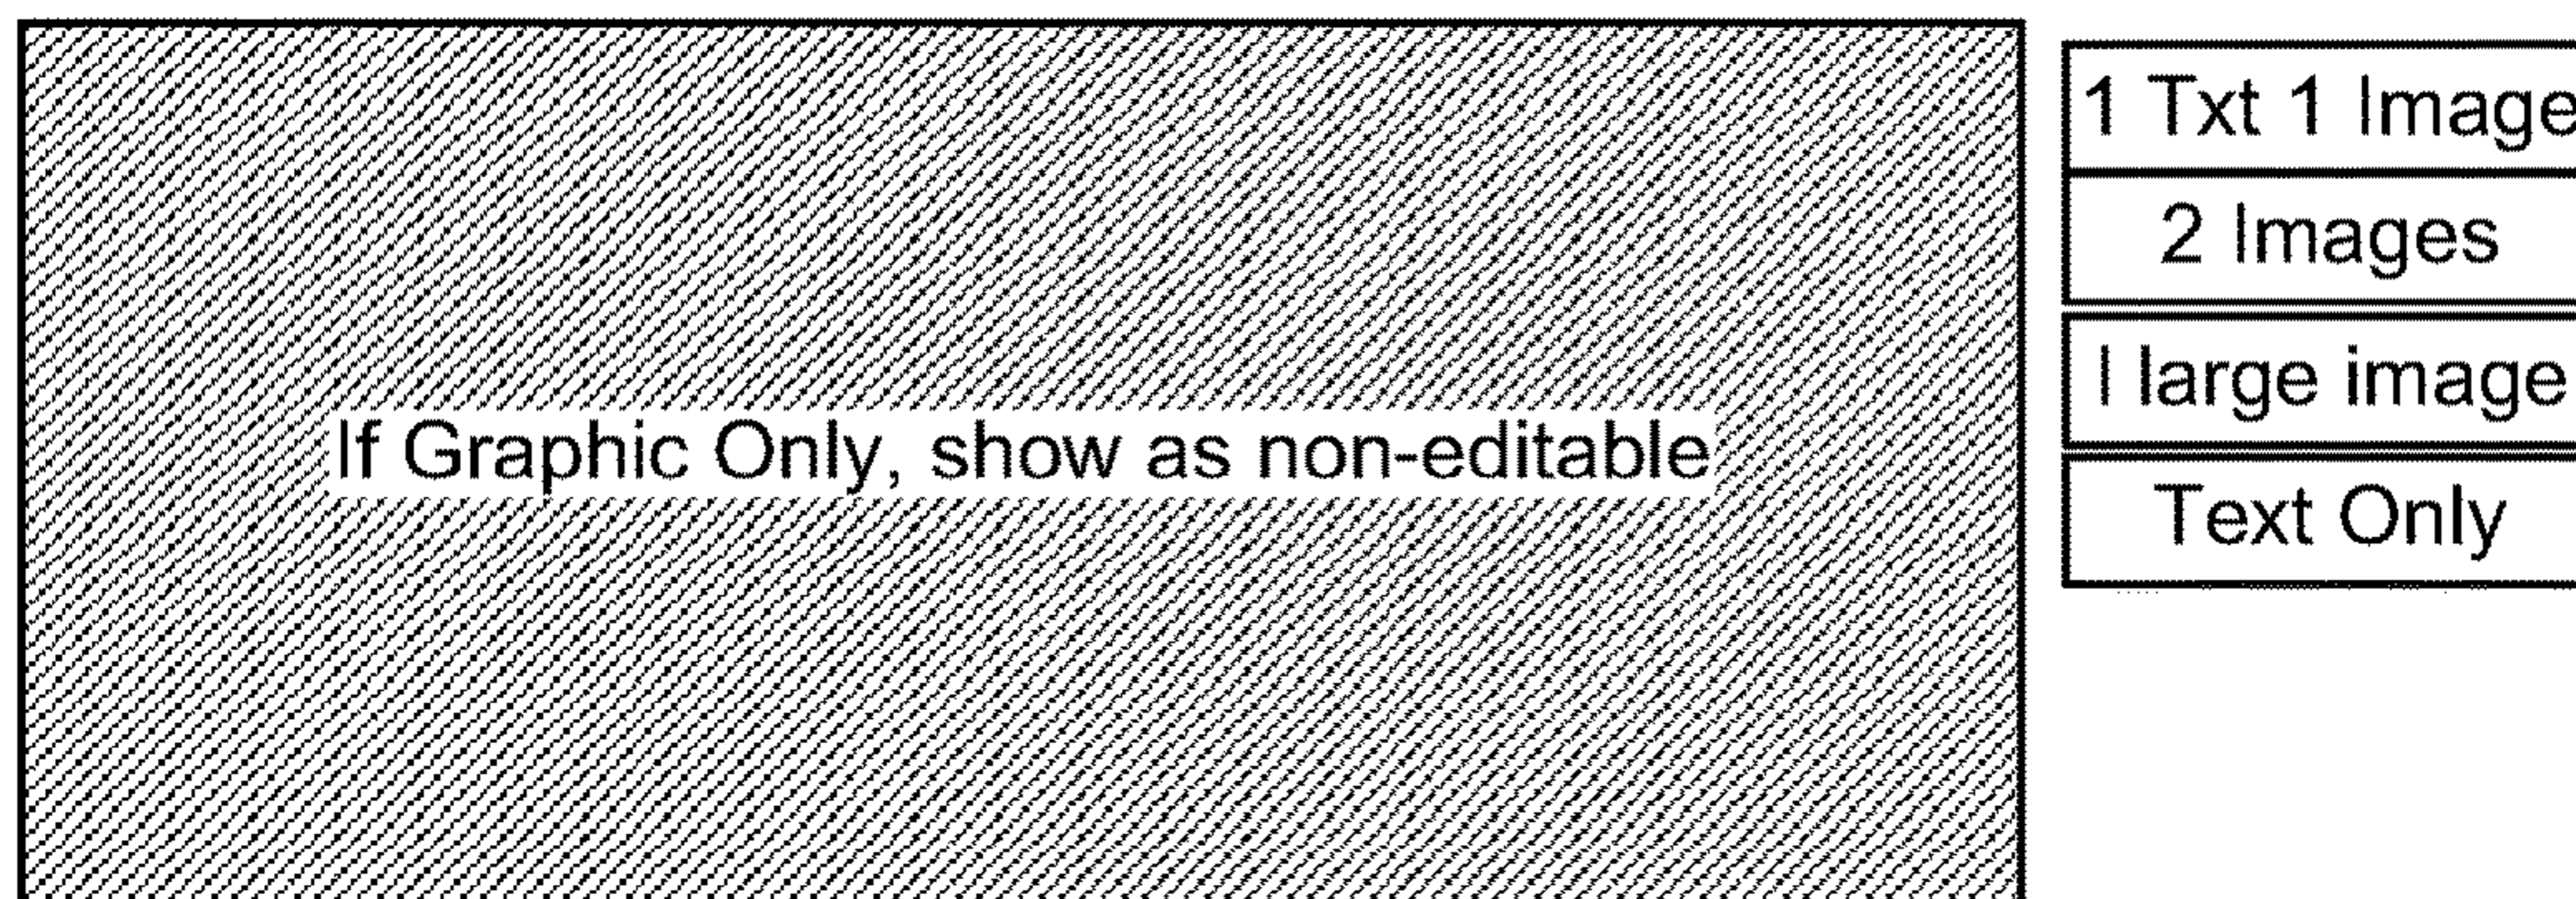 If Graphic Only, show as non-editable
1 Txt 1 Image
2 Images
I large image
Text Only